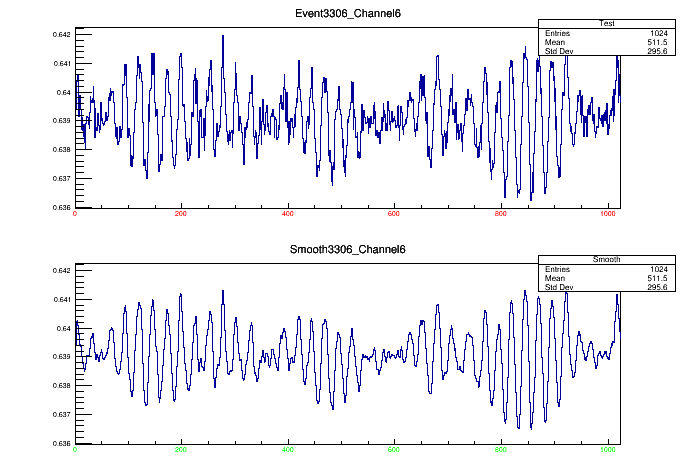 Event3306_Channel6
Test
Entries 1024
Mean 511.5
Std Dev 295.6
0.642
0.641
0.64
0.639
0.638
0.637
0.636
0 200 400 600 800 1000
Smooth3306_Channel6
Smooth
Entries 1024
Mean 511.5
Std Dev 295.6
0.642
0.641
0.64
0.639
0.638
0.637
0.636
0 200 400 600 800 1000